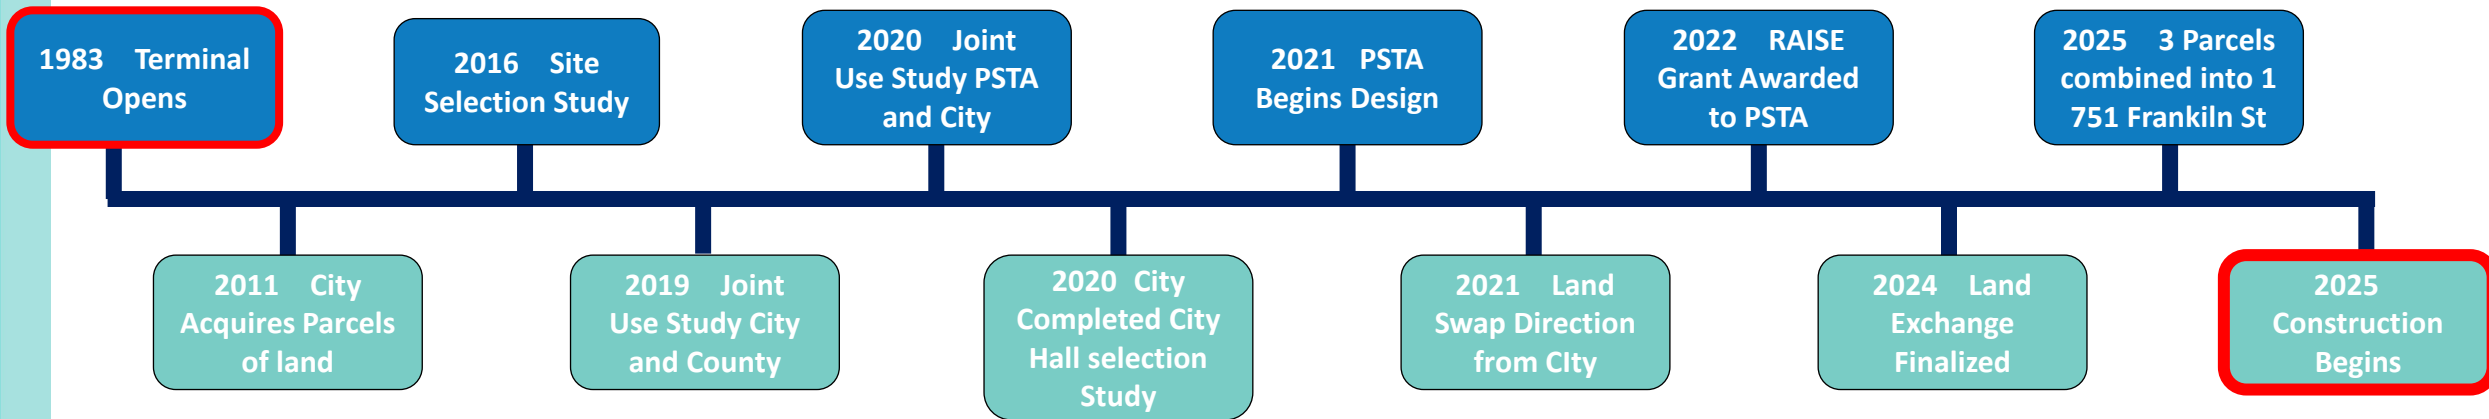 1983 Terminal
Opens
2016 Site
Selection Study
2020 Joint
Use Study PSTA
and City
2021 PSTA
Begins Design
2022 RAISE
Grant Awarded
to PSTA
2025 3 Parcels
combined into 1
751 Frankiln St
2011 City
Acquires Parcels
of land
2019 Joint
Use Study City
and County
2020 City
Completed City
Hall selection
Study
2021 Land
Swap Direction
from CIty
2024 Land
Exchange
Finalized
2025
Construction
Begins